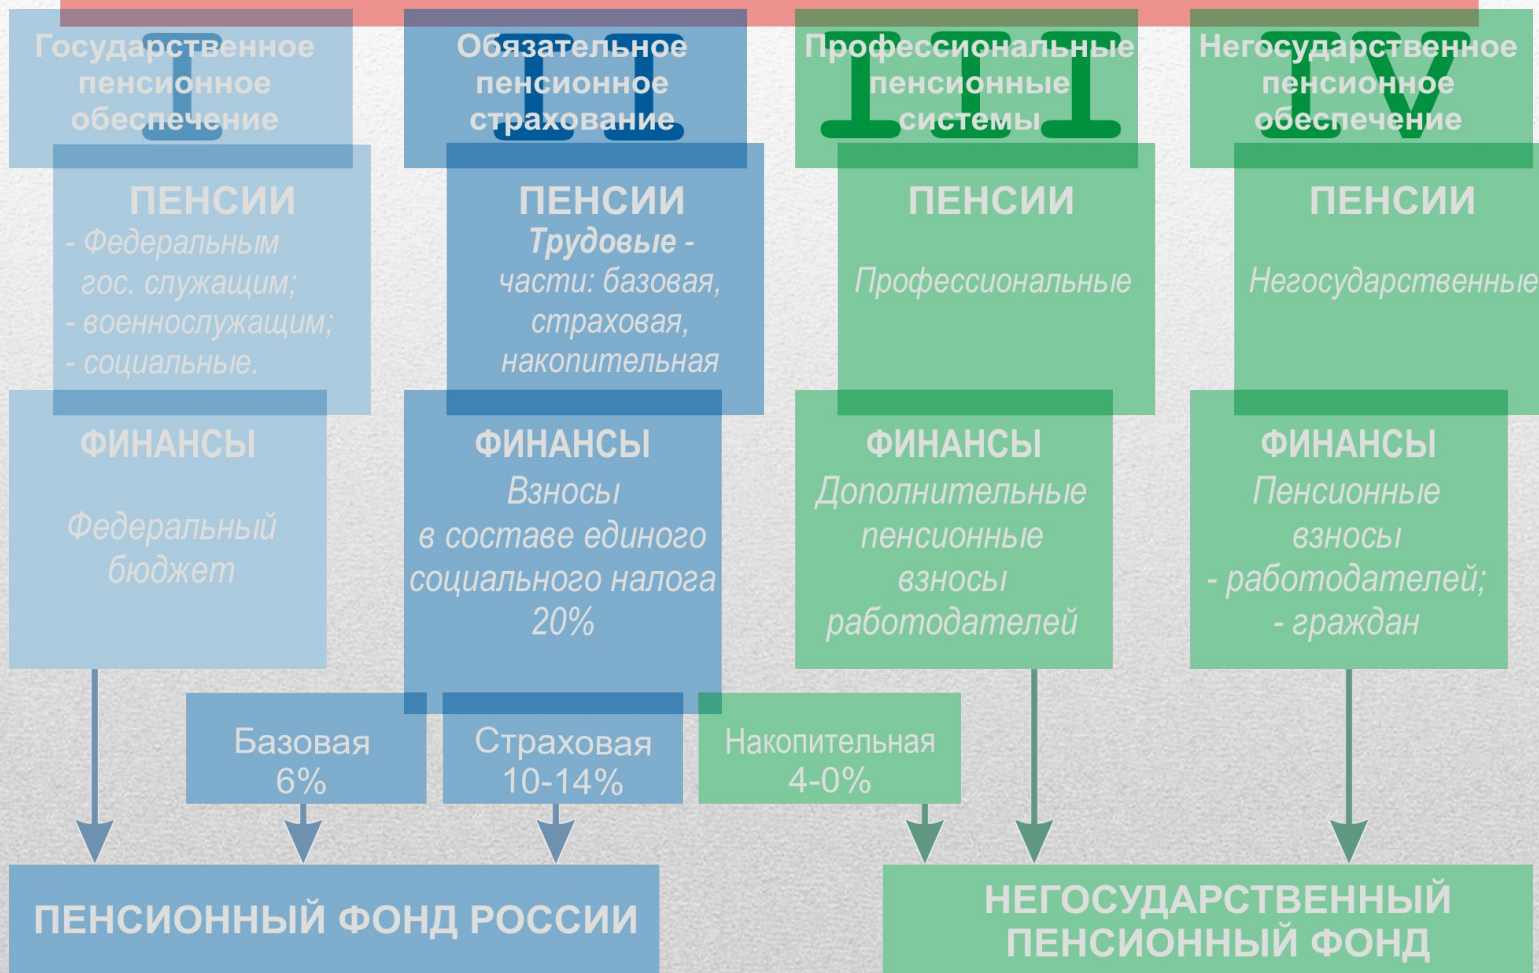 I
Государственное
пенсионное
обеспечение
ПЕНСИИ
- Федеральным
гос. служащим;
- военнослужащим;
- социальные.
ФИНАНСЫ
Федеральный
бюджет
II
Обязательное
пенсионное
страхование
ПЕНСИИ
Трудовые -
части: базовая,
страховая,
накопительная
ФИНАНСЫ
Взносы
в составе единого
социального налога
20%
III
Профессиональные
пенсионные
системы
ПЕНСИИ
Профессиональные
ФИНАНСЫ
Дополнительные
пенсионные
взносы
работодателей
IV
Негосударственное
пенсионное
обеспечение
ПЕНСИИ
Негосударственные
ФИНАНСЫ
Пенсионные
взносы
- работодателей;
- граждан
Базовая
6%
Страховая
10-14%
Накопительная
4-0%
ПЕНСИОННЫЙ ФОНД РОССИИ
НЕГОСУДАРСТВЕННЫЙ
ПЕНСИОННЫЙ ФОНД